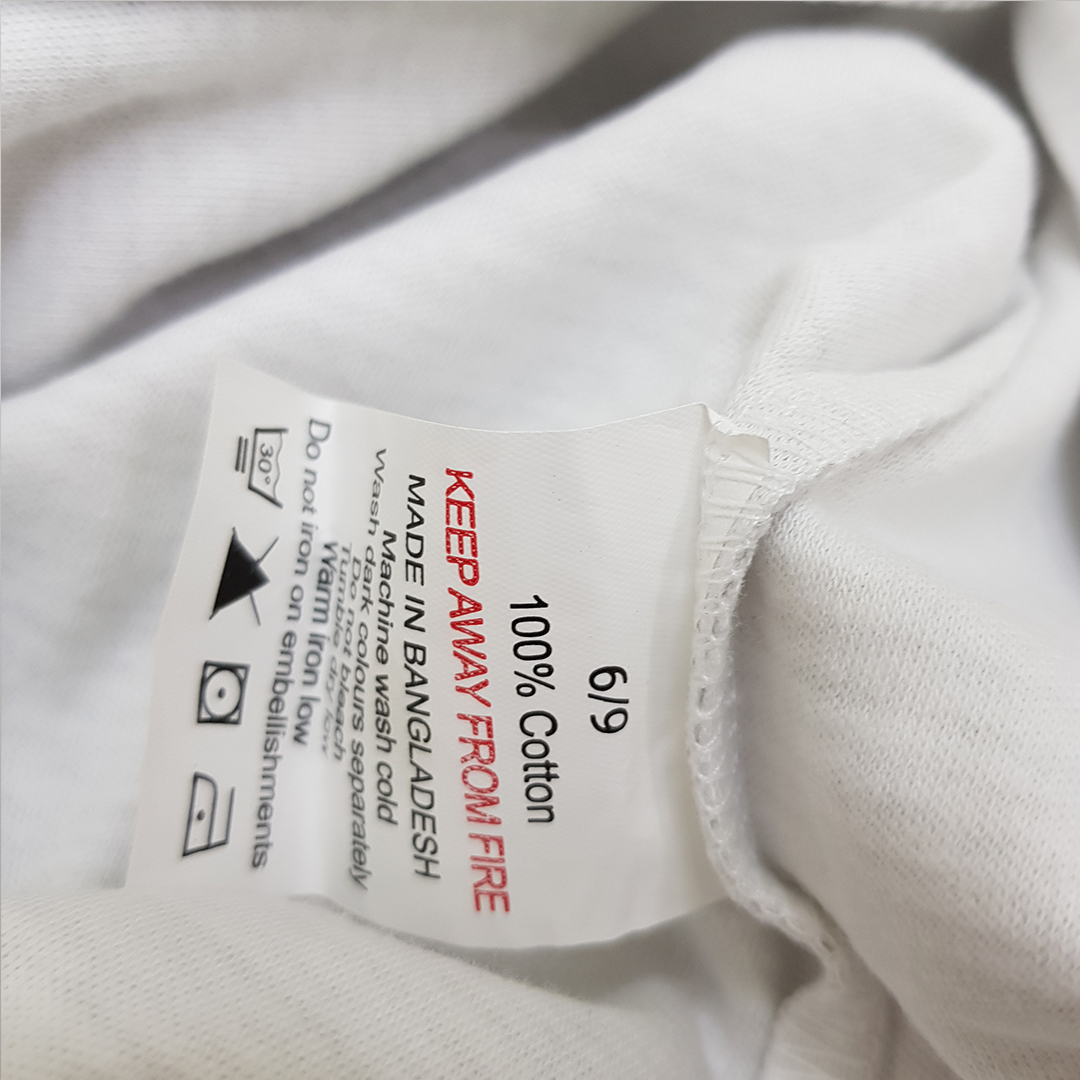 6/9
100% Cotton
KEEP AWAY FROM FIRE
MADE IN BANGLADESH
Machine wash cold
Wash dark colours separately
Do not bleach
Tumble dry low
Warm iron low
Do not iron on embellishments
30°